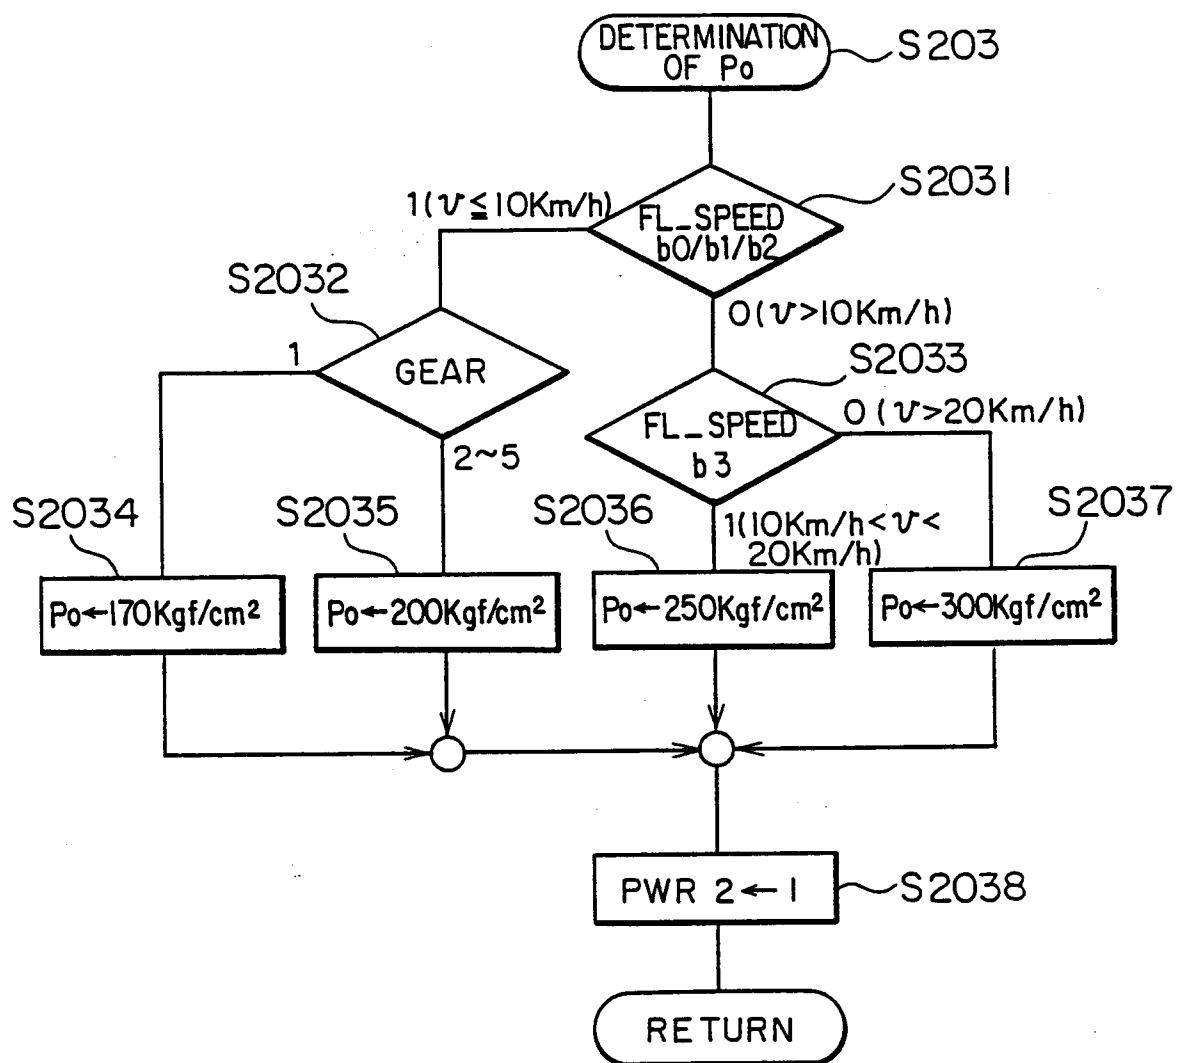 DETERMINATION
OF Po
S203
S2031
1(v≦10Km/h)
FL_SPEED
b0/b1/b2
S2032
0(v>10Km/h)
S2033
1
GEAR
0(v>20Km/h)
FL_SPEED
b3
2~5
S2034
S2035
S2036
S2037
1(10Km/h<v<
20Km/h)
Po←170Kgf/cm²
Po←200Kgf/cm²
Po←250Kgf/cm²
Po←300Kgf/cm²
PWR 2←1
S2038
RETURN